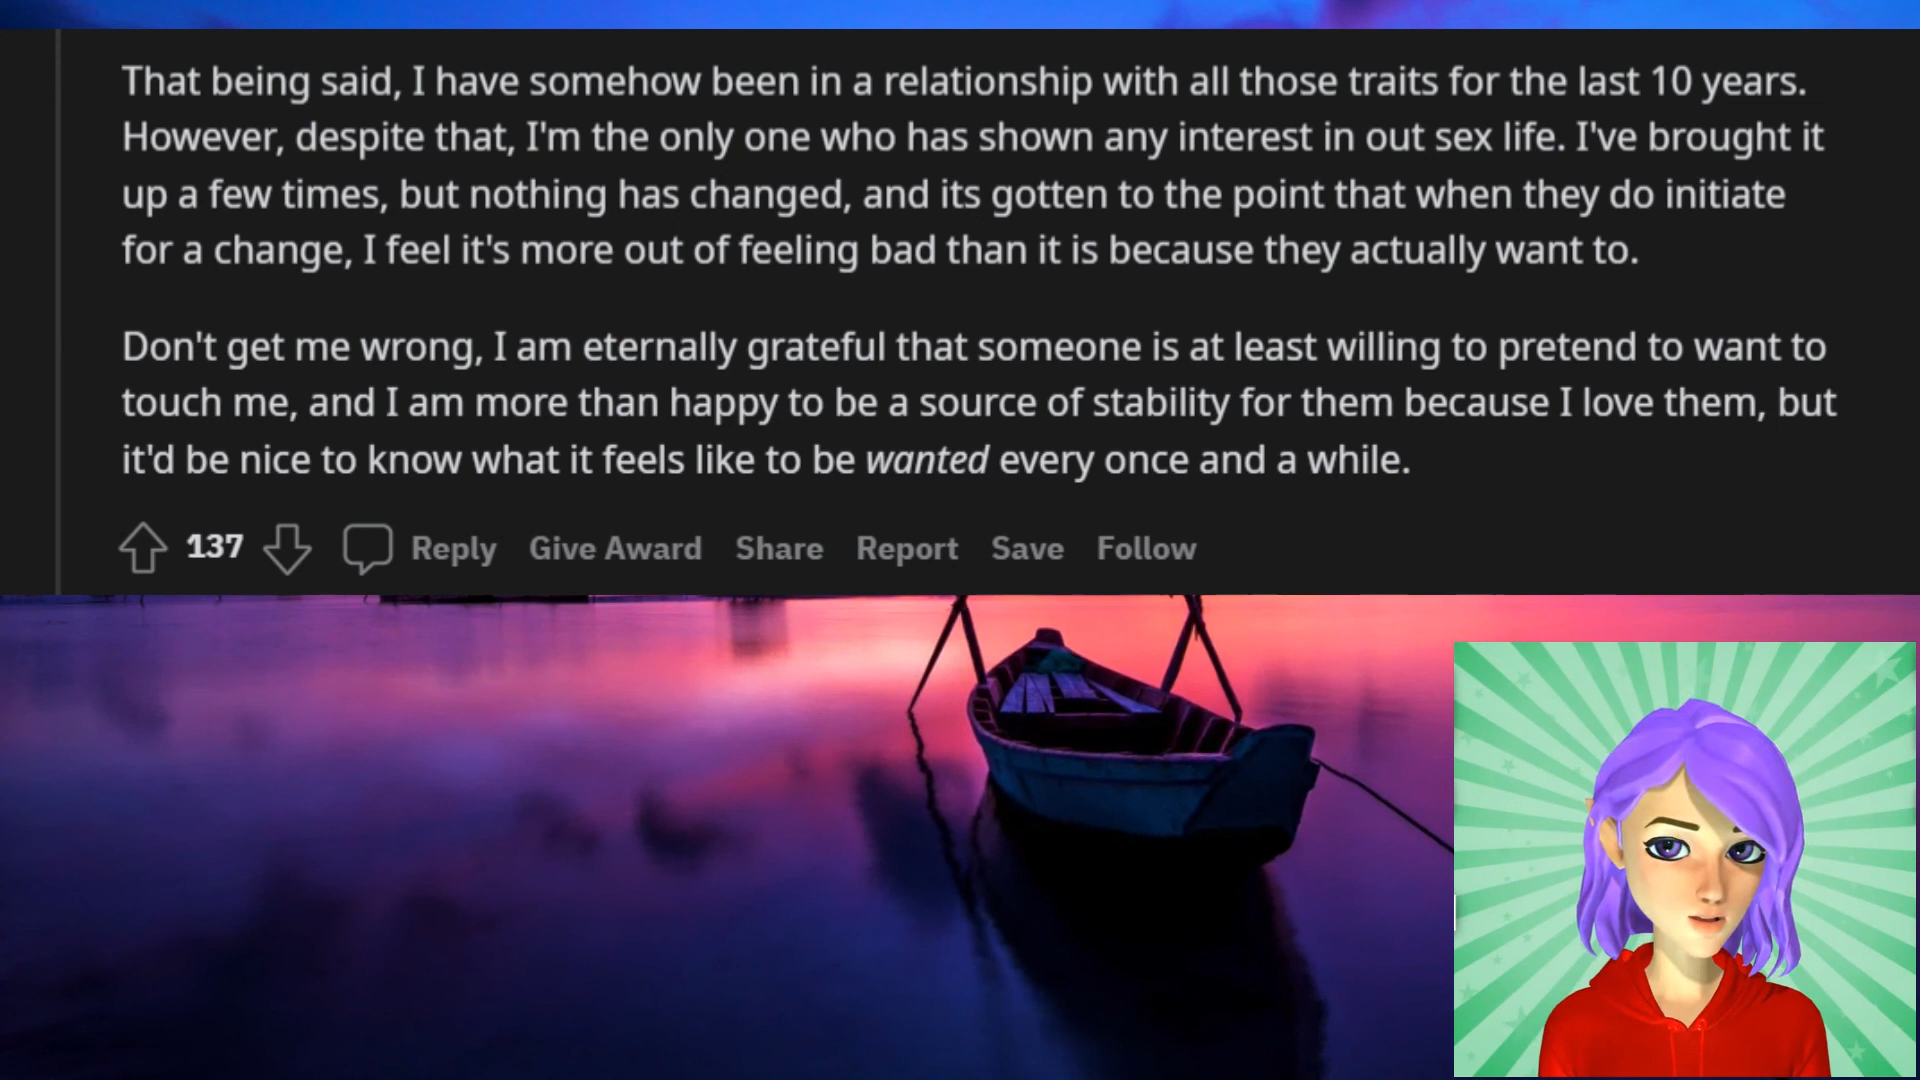 That being said, I have somehow been in a relationship with all those traits for the last 10 years.
However, despite that, I'm the only one who has shown any interest in out sex life. I've brought it
up a few times, but nothing has changed, and its gotten to the point that when they do initiate
for a change, I feel it's more out of feeling bad than it is because they actually want to.
Don't get me wrong, I am eternally grateful that someone is at least willing to pretend to want to
touch me, and I am more than happy to be a source of stability for them because I love them, but
it'd be nice to know what it feels like to be wanted every once and a while.
137 Reply Give Award Share Report Save Follow